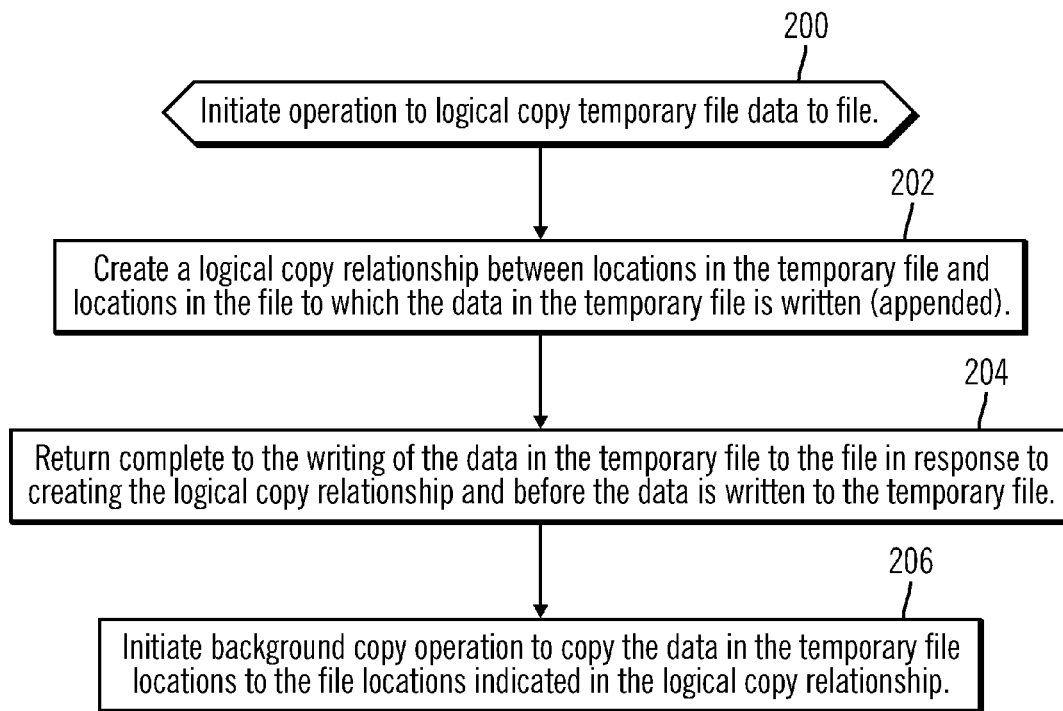 200
Initiate operation to logical copy temporary file data to file.
202
Create a logical copy relationship between locations in the temporary file and
locations in the file to which the data in the temporary file is written (appended).
204
Return complete to the writing of the data in the temporary file to the file in response to
creating the logical copy relationship and before the data is written to the temporary file.
206
Initiate background copy operation to copy the data in the temporary file
locations to the file locations indicated in the logical copy relationship.